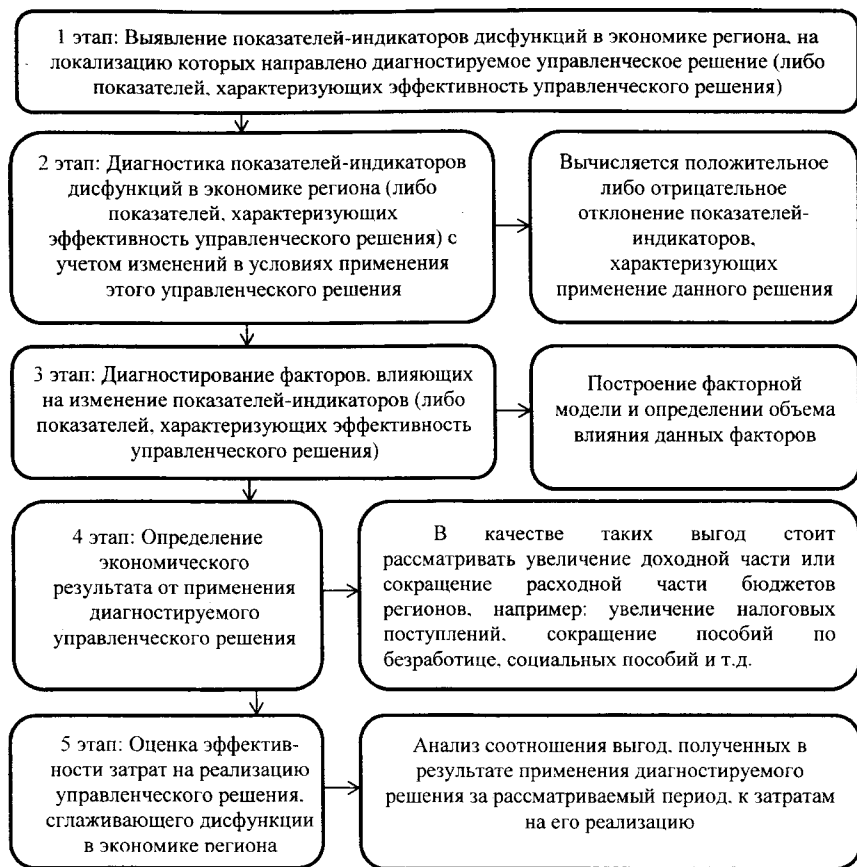 1 этап: Выявление показателей-индикаторов дисфункций в экономике региона, на
локализацию которых направлено диагностируемое управленческое решение (либо
показателей, характеризующих эффективность управленческого решения)
2 этап: Диагностика показателей-индикаторов
дисфункций в экономике региона (либо
показателей, характеризующих
эффективность управленческого решения) с
учетом изменений в условиях применения
этого управленческого решения
Вычисляется положительное
либо отрицательное
отклонение показателей-
индикаторов,
характеризующих
применение данного решения
3 этап: Диагностирование факторов, влияющих
на изменение показателей-индикаторов (либо
показателей, характеризующих эффективность
управленческого решения)
Построение факторной
модели и определении объема
влияния данных факторов
4 этап: Определение
экономического
результата от применения
диагностируемого
управленческого решения
В качестве таких выгод стоит
рассматривать увеличение доходной части или
сокращение расходной части бюджетов
регионов, например: увеличение налоговых
поступлений, сокращение пособий по
безработице, социальных пособий и т.д.
5 этап: Оценка эффектив-
ности затрат на реализацию
управленческого решения,
сглаживающего дисфункции
в экономике региона
Анализ соотношения выгод, полученных в
результате применения диагностируемого
решения за рассматриваемый период, к затратам
на его реализацию